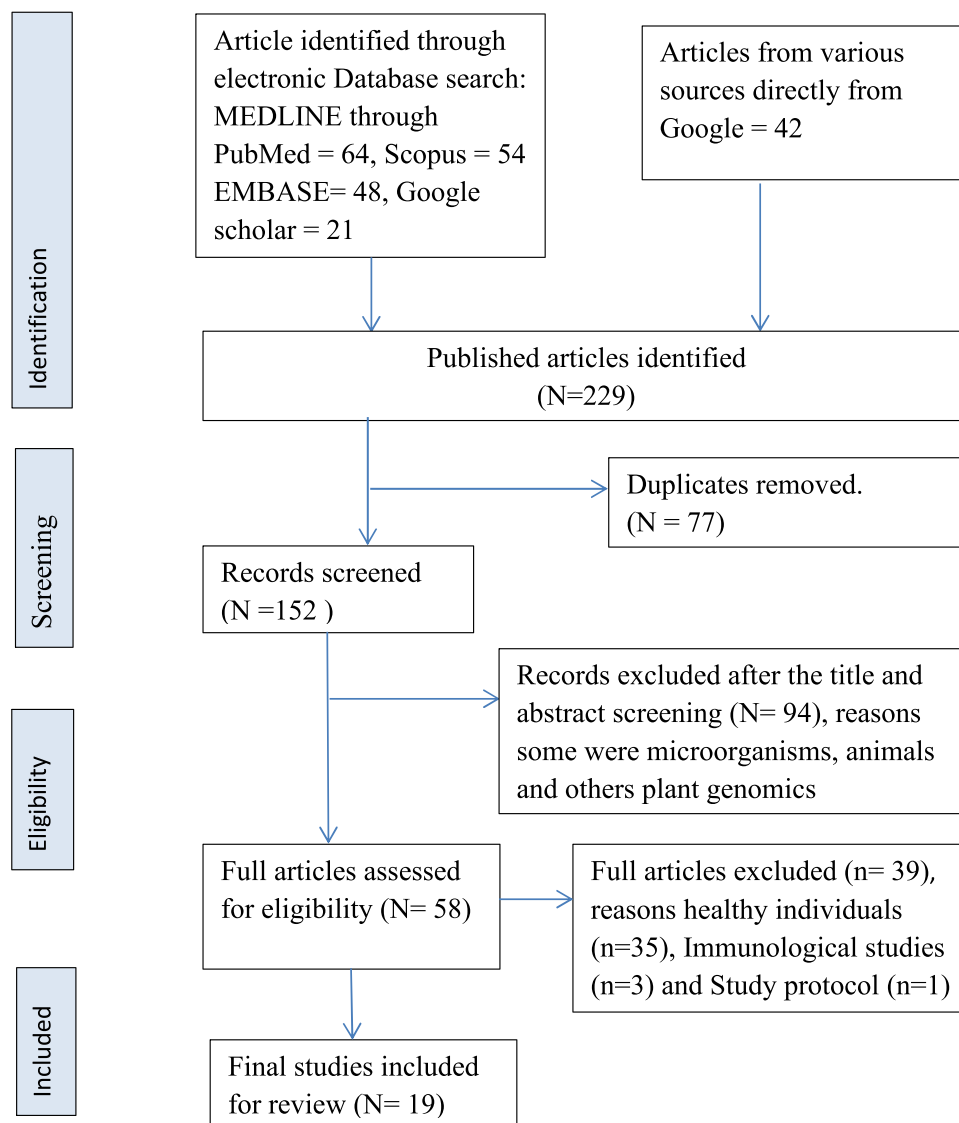 Identification
Article identified through
electronic Database search:
MEDLINE through
PubMed = 64, Scopus = 54
EMBASE= 48, Google
scholar = 21
Articles from various
sources directly from
Google = 42
Published articles identified
(N=229)
Screening
Duplicates removed.
(N = 77)
Records screened
(N =152 )
Records excluded after the title and
abstract screening (N= 94), reasons
some were microorganisms, animals
and others plant genomics
Eligibility
Full articles assessed
for eligibility (N= 58)
Full articles excluded (n= 39),
reasons healthy individuals
(n=35), Immunological studies
(n=3) and Study protocol (n=1)
Included
Final studies included
for review (N= 19)